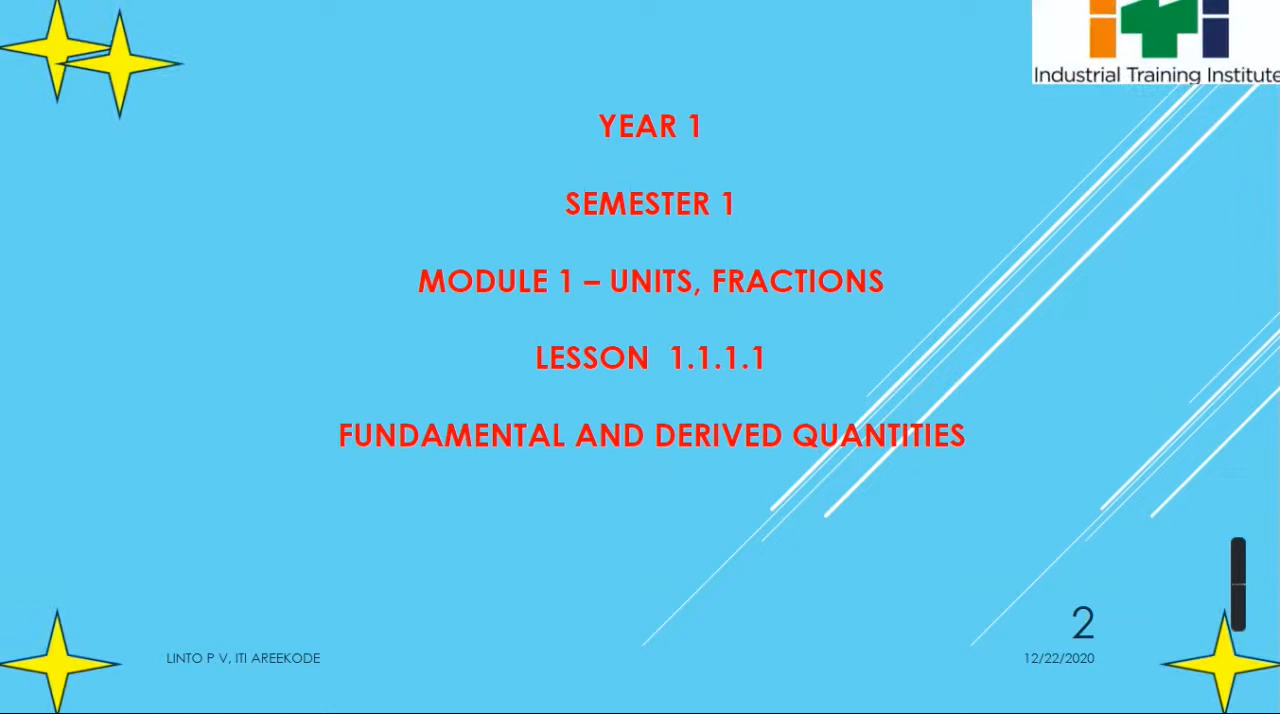 iTi
Industrial Training Institute
YEAR 1
SEMESTER 1
MODULE 1 – UNITS, FRACTIONS
LESSON 1.1.1.1
FUNDAMENTAL AND DERIVED QUANTITIES
2
LINTO P V, ITI AREEKODE
12/22/2020